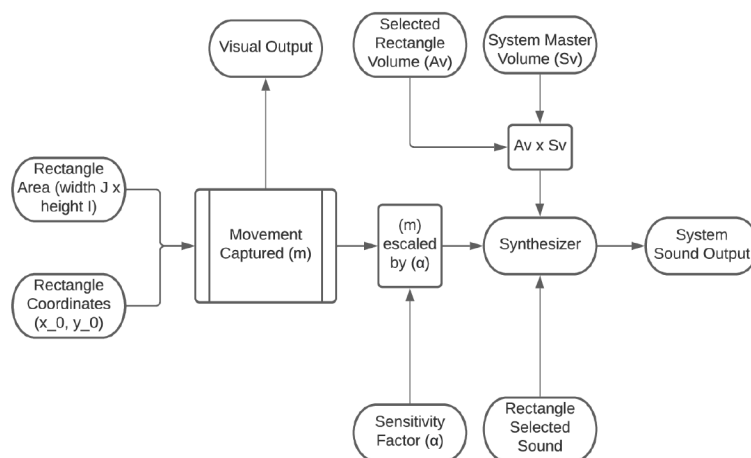 Visual Output
Selected
Rectangle
Volume (Av)
System Master
Volume (Sv)
Av x Sv
Rectangle
Area (width J x
height I)
Movement
Captured (m)
(m)
escaled
by (α)
Synthesizer
System
Sound Output
Rectangle
Coordinates
(x_0, y_0)
Sensitivity
Factor (α)
Rectangle
Selected
Sound